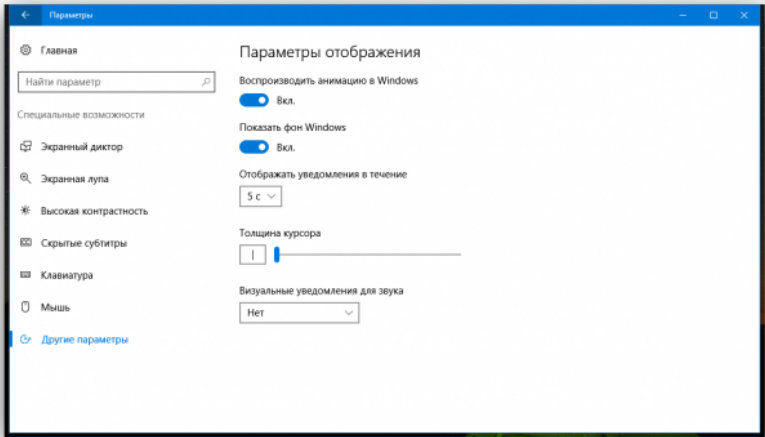 Параметры
Главная
Найти параметр
Специальные возможности
Экранный диктор
Экранная лупа
Высокая контрастность
Скрытые субтитры
Клавиатура
Мышь
Другие параметры
Параметры отображения
Воспроизводить анимацию в Windows
Вкл.
Показать фон Windows
Вкл.
Отображать уведомления в течение
5 с
Толщина курсора
Визуальные уведомления для звука
Нет